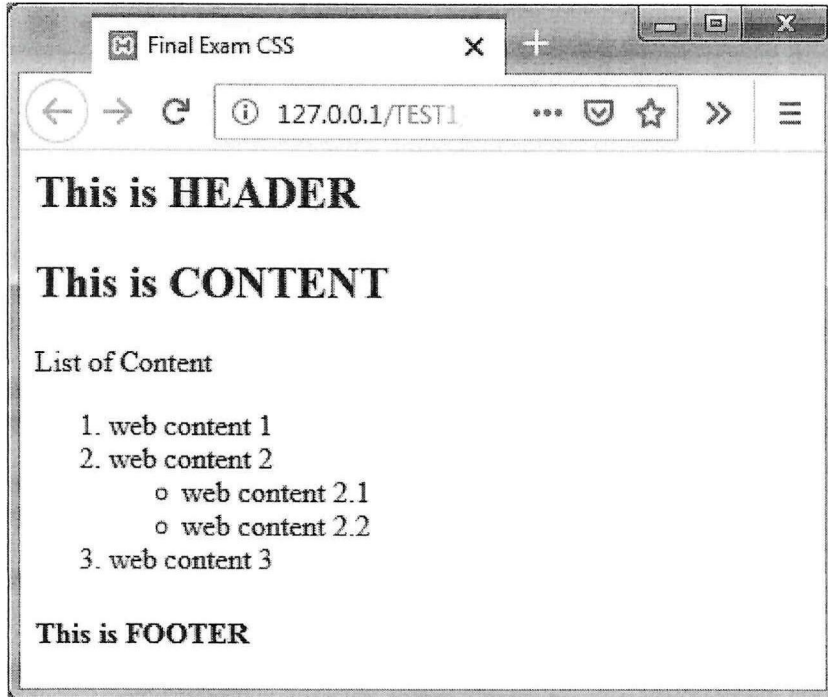 Final Exam CSS
127.0.0.1/TEST1
This is HEADER
This is CONTENT
List of Content
1. web content 1
2. web content 2
o web content 2.1
o web content 2.2
3. web content 3
This is FOOTER